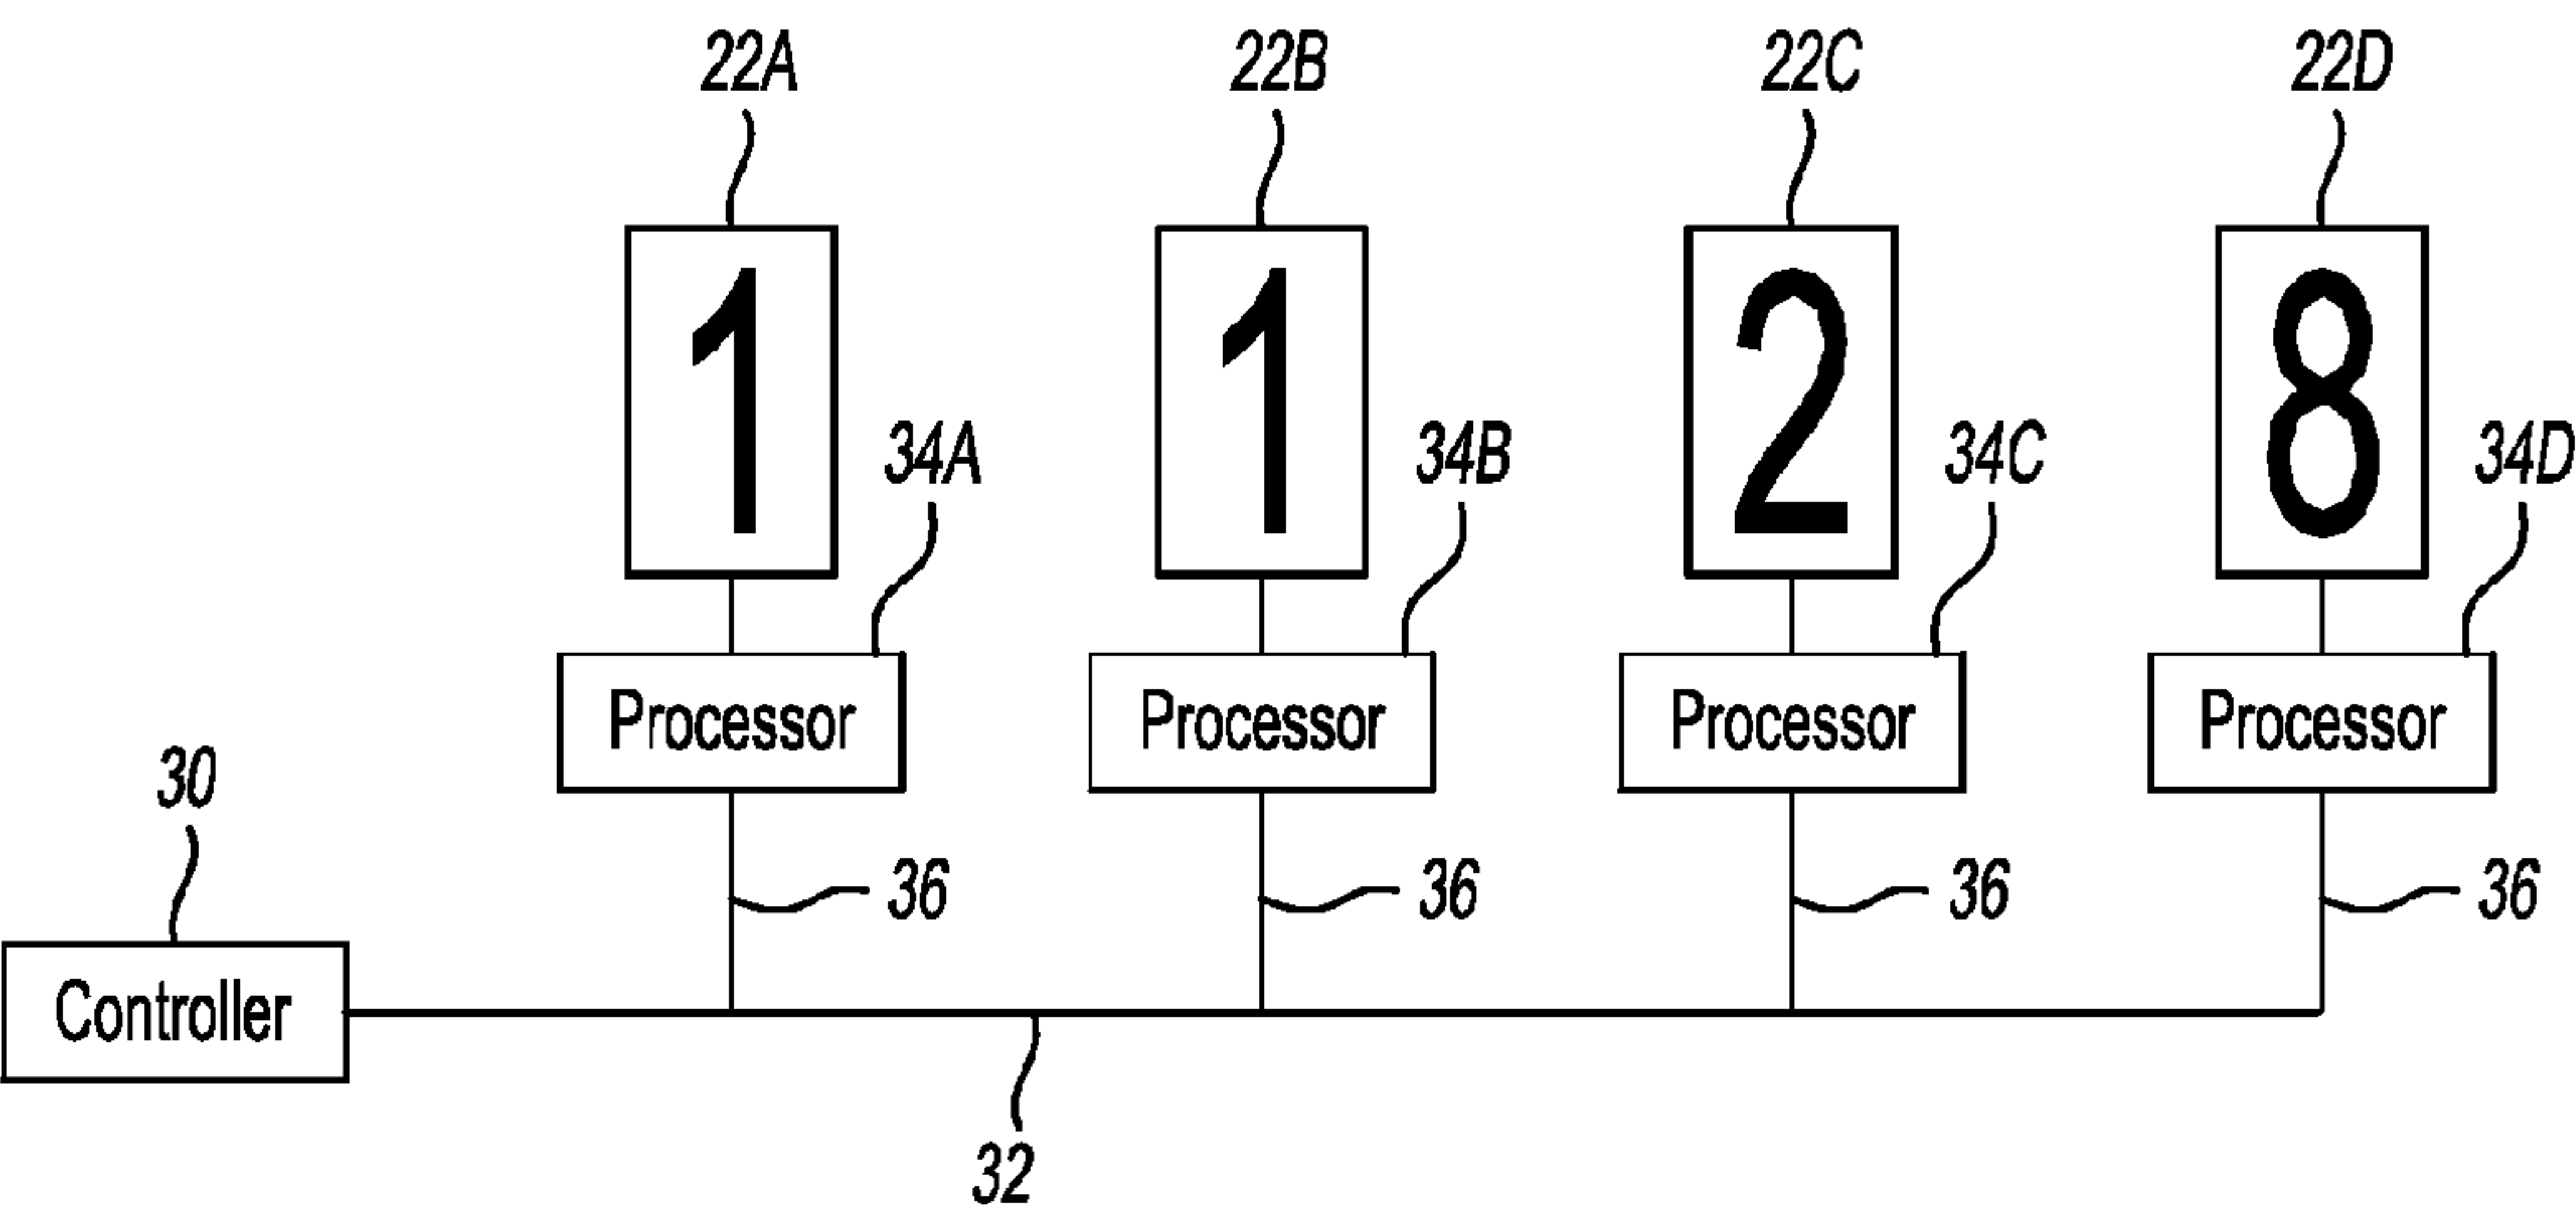 22A 22B 22C 22D
1 1 2 8
34A 34B 34C 34D
Processor Processor Processor Processor
30
36 36 36 36
Controller
32